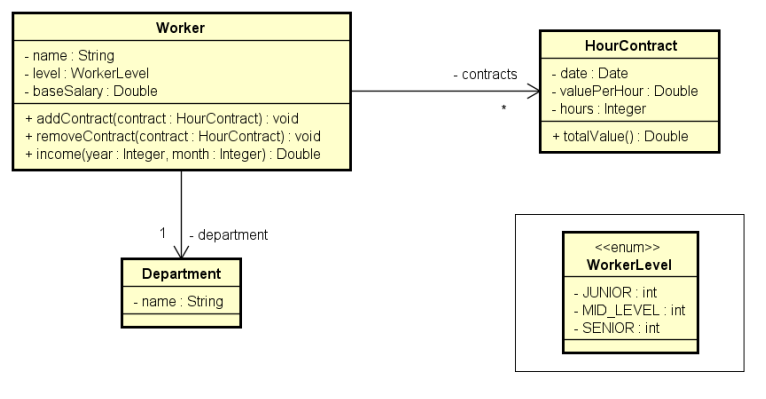 Worker
- name : String
- level : WorkerLevel
- baseSalary : Double
+ addContract(contract : HourContract) : void
+ removeContract(contract : HourContract) : void
+ income(year : Integer, month : Integer) : Double
- contracts
*
HourContract
- date : Date
- valuePerHour : Double
- hours : Integer
+ totalValue() : Double
1
- department
Department
- name : String
<<enum>>
WorkerLevel
- JUNIOR : int
- MID_LEVEL : int
- SENIOR : int